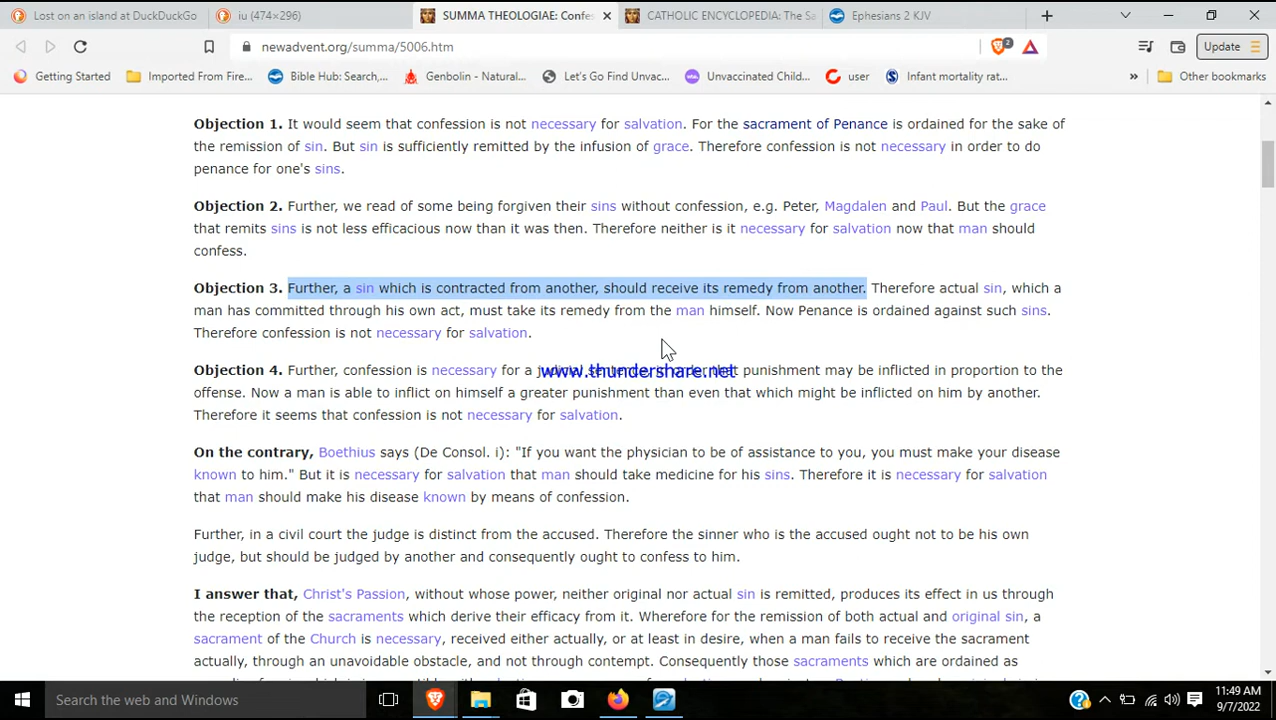 Lost on an island at DuckDuckGo
iu (474×296)
SUMMA THEOLOGIAE: Confes
CATHOLIC ENCYCLOPEDIA: The Sa
Ephesians 2 KJV
newadvent.org/summa/5006.htm
2
Update
Getting Started
Imported From Fire...
Bible Hub: Search,...
Genbolin - Natural...
Let's Go Find Unvac...
Unvaccinated Child...
user
Infant mortality rat...
»
Other bookmarks
Objection 1. It would seem that confession is not necessary for salvation. For the sacrament of Penance is ordained for the sake of
the remission of sin. But sin is sufficiently remitted by the infusion of grace. Therefore confession is not necessary in order to do
penance for one's sins.
Objection 2. Further, we read of some being forgiven their sins without confession, e.g. Peter, Magdalen and Paul. But the grace
that remits sins is not less efficacious now than it was then. Therefore neither is it necessary for salvation now that man should
confess.
Objection 3. Further, a sin which is contracted from another, should receive its remedy from another. Therefore actual sin, which a
man has committed through his own act, must take its remedy from the man himself. Now Penance is ordained against such sins.
Therefore confession is not necessary for salvation.
Objection 4. Further, confession is necessary for a that punishment may be inflicted in proportion to the
www.thundershare.net
offense. Now a man is able to inflict on himself a greater punishment than even that which might be inflicted on him by another.
Therefore it seems that confession is not necessary for salvation.
On the contrary, Boethius says (De Consol. i): "If you want the physician to be of assistance to you, you must make your disease
known to him." But it is necessary for salvation that man should take medicine for his sins. Therefore it is necessary for salvation
that man should make his disease known by means of confession.
Further, in a civil court the judge is distinct from the accused. Therefore the sinner who is the accused ought not to be his own
judge, but should be judged by another and consequently ought to confess to him.
I answer that, Christ's Passion, without whose power, neither original nor actual sin is remitted, produces its effect in us through
the reception of the sacraments which derive their efficacy from it. Wherefore for the remission of both actual and original sin, a
sacrament of the Church is necessary, received either actually, or at least in desire, when a man fails to receive the sacrament
actually, through an unavoidable obstacle, and not through contempt. Consequently those sacraments which are ordained as
Search the web and Windows
11:49 AM
9/7/2022